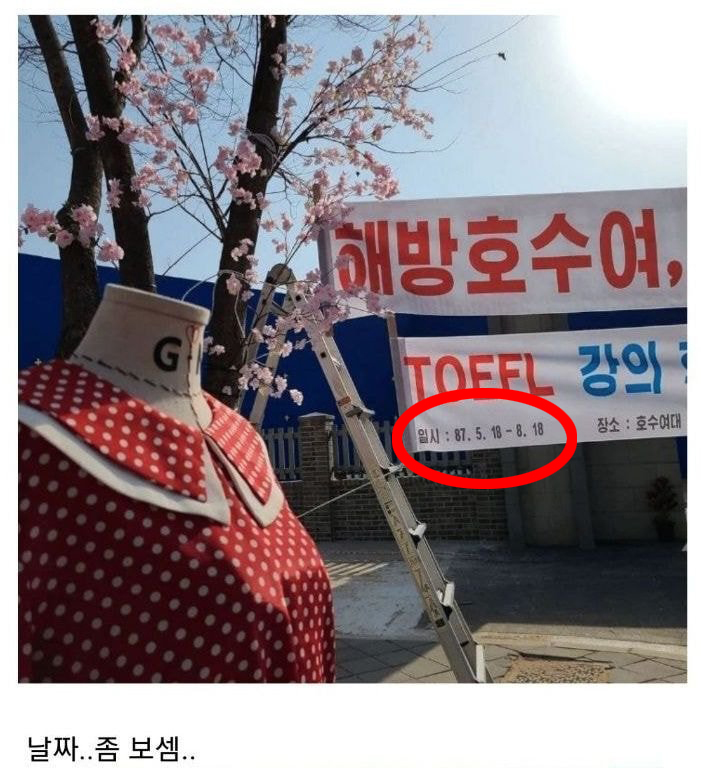 해방호수여,
TOEFL 강의
일시 : 87. 5. 18 - 8. 18
장소 : 호수여대
G
날짜..좀 보셈..